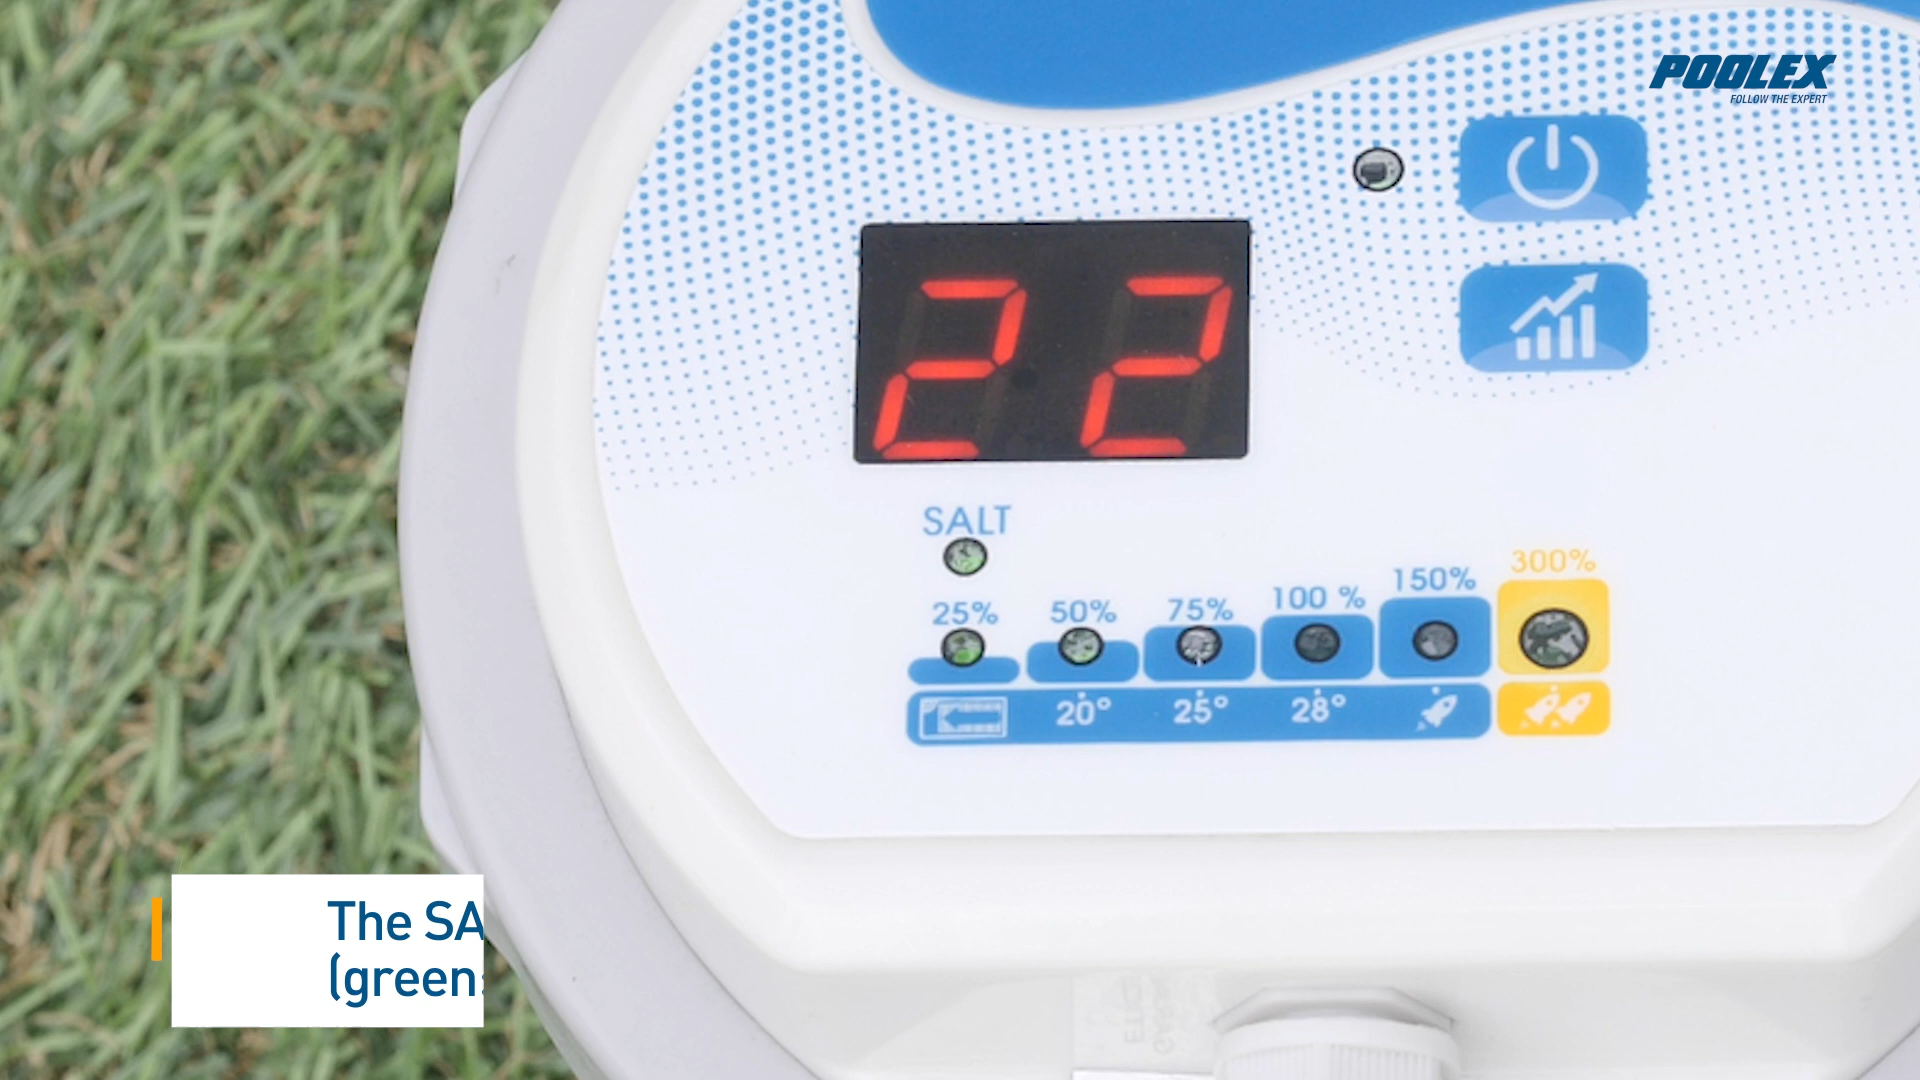 POOLEX
FOLLOW THE EXPERT
22
SALT
25% 50% 75% 100 % 150% 300%
20° 25° 28°
The SA
(green: